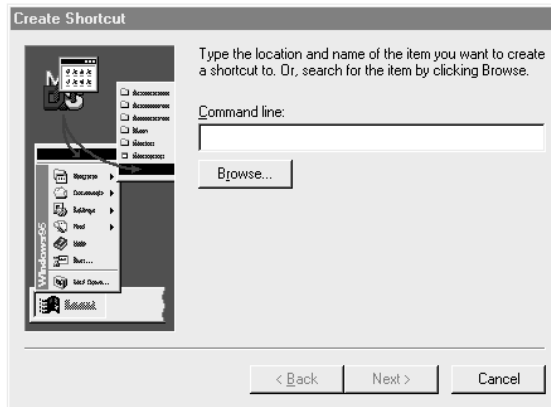 Create Shortcut
Type the location and name of the item you want to create
a shortcut to. Or, search for the item by clicking Browse.
Command line:
Browse...
Windows95
< Back
Next >
Cancel